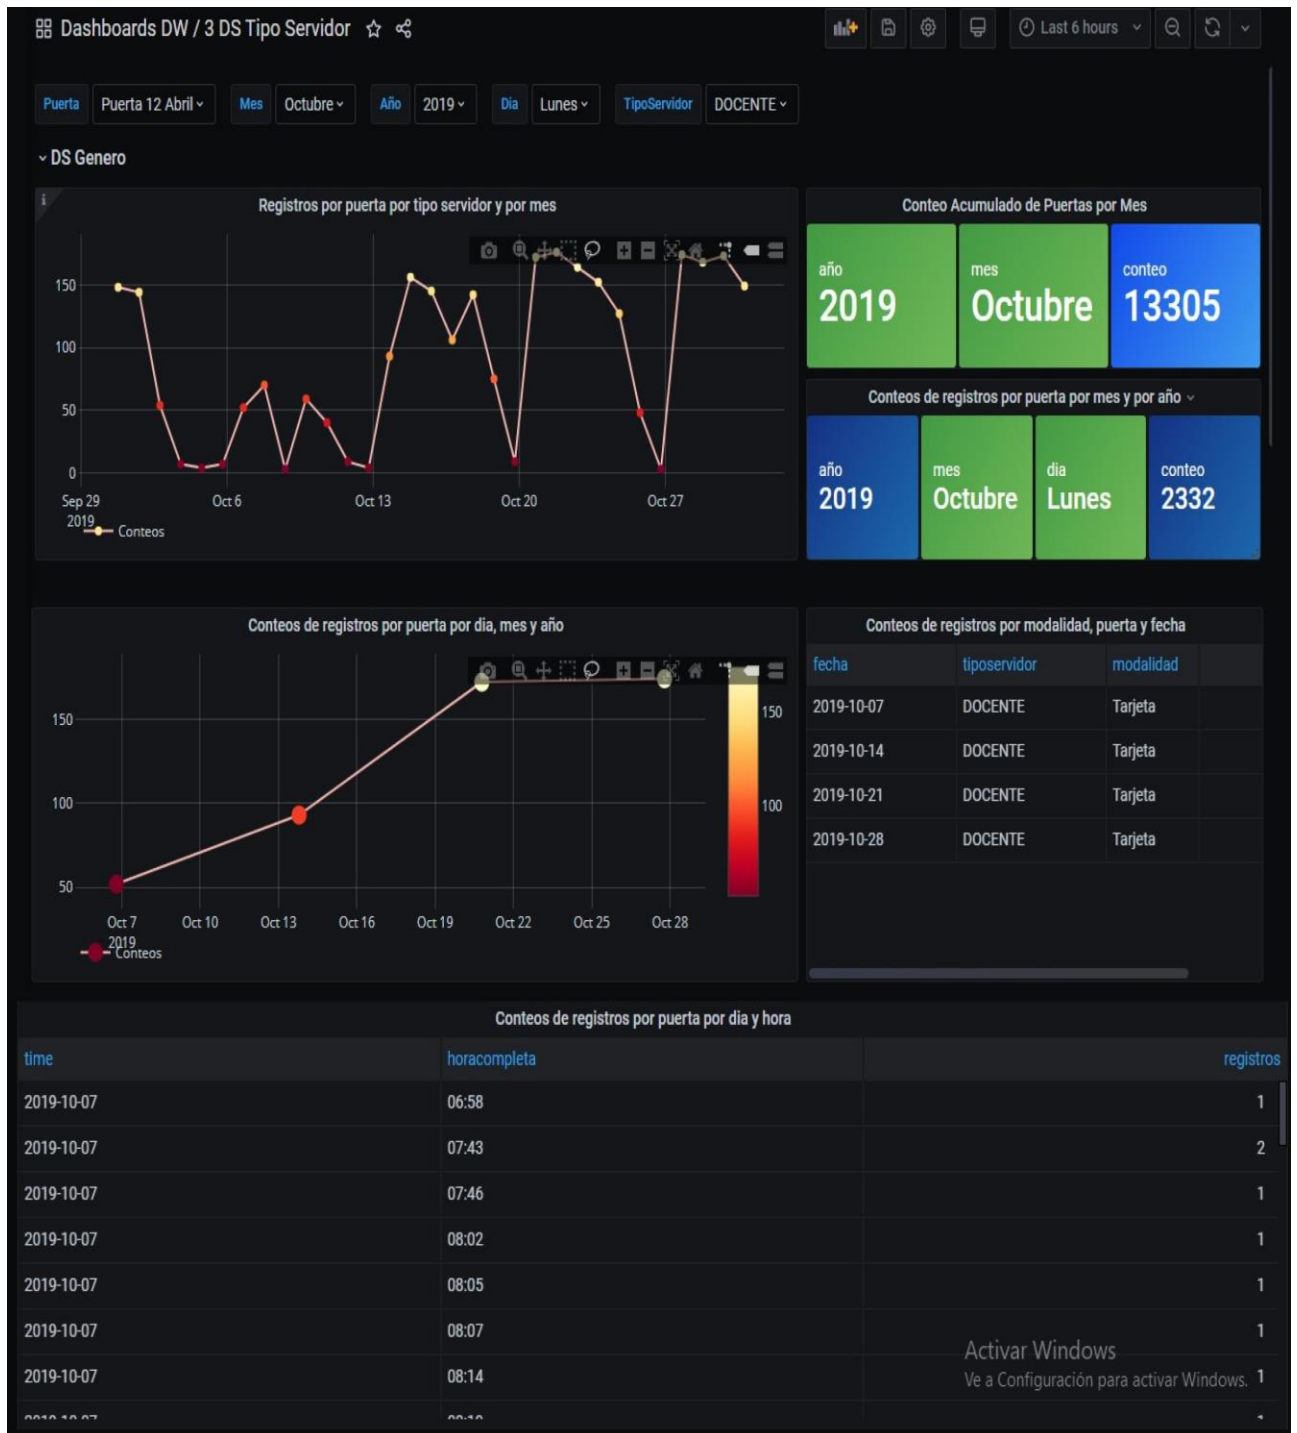 Dashboards DW / 3 DS Tipo Servidor
Last 6 hours
Puerta Puerta 12 Abril Mes Octubre Año 2019 Dia Lunes TipoServidor DOCENTE
DS Genero
i
Registros por puerta por tipo servidor y por mes
150
100
50
0
Sep 29 Oct 6 Oct 13 Oct 20 Oct 27
2019
Conteos
Conteo Acumulado de Puertas por Mes
año mes conteo
2019 Octubre 13305
Conteos de registros por puerta por mes y por año
año mes dia conteo
2019 Octubre Lunes 2332
Conteos de registros por puerta por dia, mes y año
150
100
50
150
100
Oct 7 Oct 10 Oct 13 Oct 16 Oct 19 Oct 22 Oct 25 Oct 28
2019
Conteos
Conteos de registros por modalidad, puerta y fecha
fecha tiposervidor modalidad
2019-10-07 DOCENTE Tarjeta
2019-10-14 DOCENTE Tarjeta
2019-10-21 DOCENTE Tarjeta
2019-10-28 DOCENTE Tarjeta
Conteos de registros por puerta por dia y hora
time horacompleta registros
2019-10-07 06:58 1
2019-10-07 07:43 2
2019-10-07 07:46 1
2019-10-07 08:02 1
2019-10-07 08:05 1
2019-10-07 08:07 1
2019-10-07 08:14 1
Activar Windows
Ve a Configuración para activar Windows.